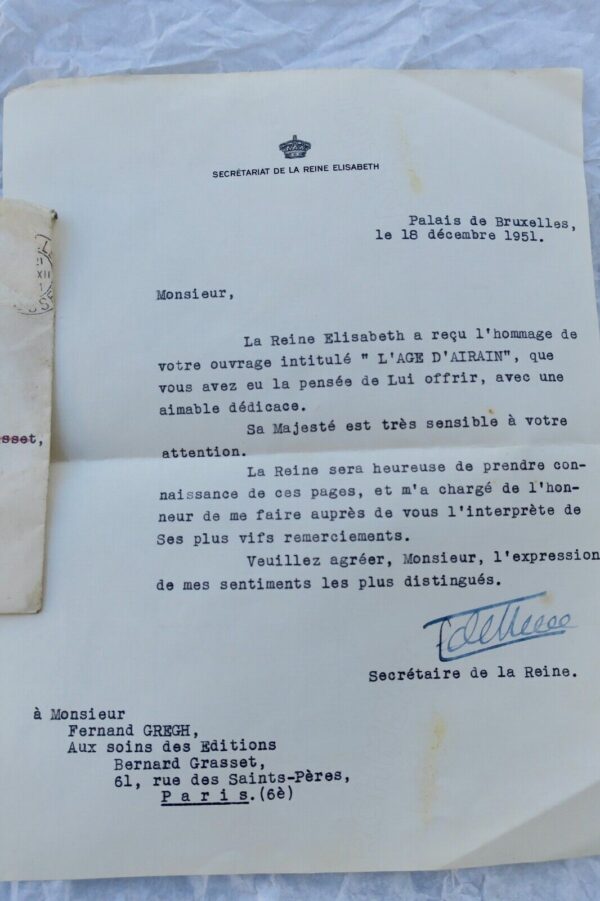 SECRÉTARIAT DE LA REINE ELISABETH
Palais de Bruxelles,
le 18 décembre 1951.
Monsieur,
La Reine Elisabeth a reçu l'hommage de
votre ouvrage intitulé " L'AGE D'AIRAIN", que
vous avez eu la pensée de Lui offrir, avec une
aimable dédicace.
Sa Majesté est très sensible à votre
attention.
La Reine sera heureuse de prendre con-
naissance de ces pages, et m'a chargé de l'hon-
neur de me faire auprès de vous l'interprète de
Ses plus vifs remerciements.
Veuillez agréer, Monsieur, l'expression
de mes sentiments les plus distingués.
Secrétaire de la Reine.
à Monsieur
Fernand GREGH,
Aux soins des Editions
Bernard Grasset,
61, rue des Saints-Pères,
P a r i s.(6è)
XII
sset,